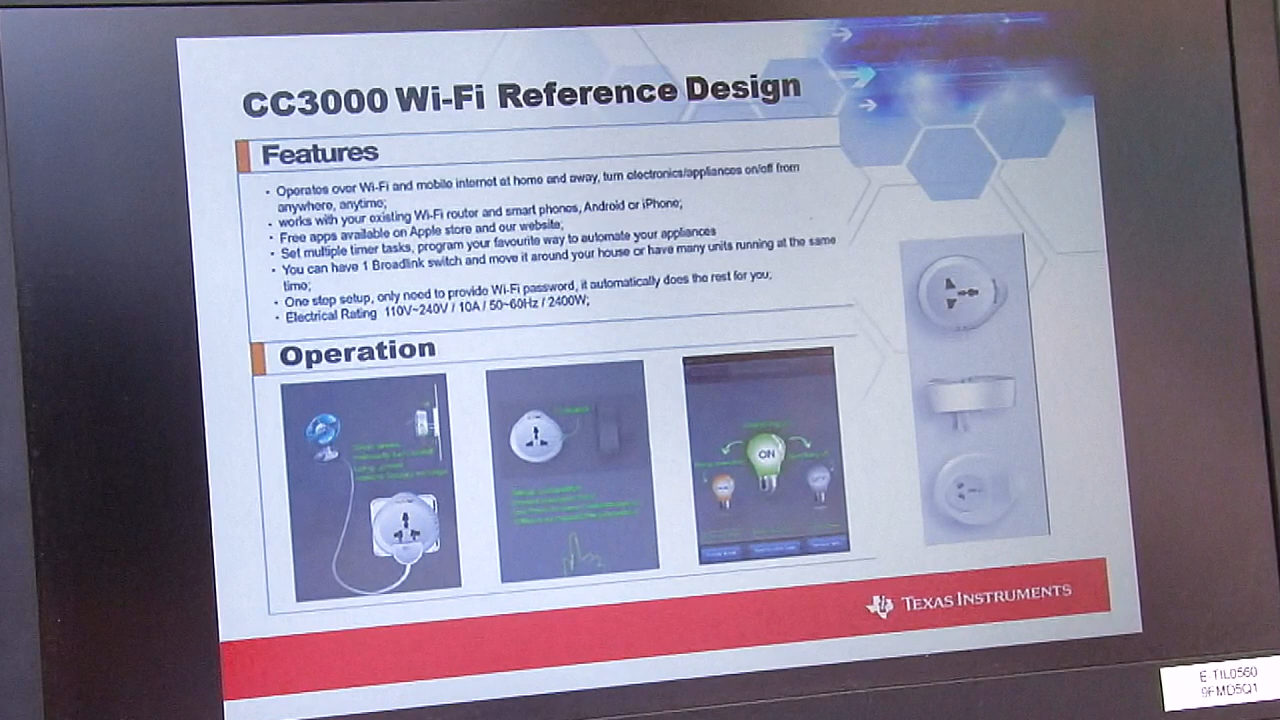 CC3000 Wi-Fi Reference Design
Features
• Operates over Wi-Fi and mobile internet at home and away, turn electronics/appliances on/off from
anywhere, anytime;
• works with your existing Wi-Fi router and smart phones, Android or iPhone;
• Free apps available on Apple store and our website;
• Set multiple timer tasks, program your favourite way to automate your appliances
• You can have 1 Broadlink switch and move it around your house or have many units running at the same
time;
• One stop setup, only need to provide Wi-Fi password, it automatically does the rest for you;
• Electrical Rating 110V~240V / 10A / 50~60Hz / 2400W;
Operation
ON
OFF
TEXAS INSTRUMENTS
E TIL0560
9FMD5Q1